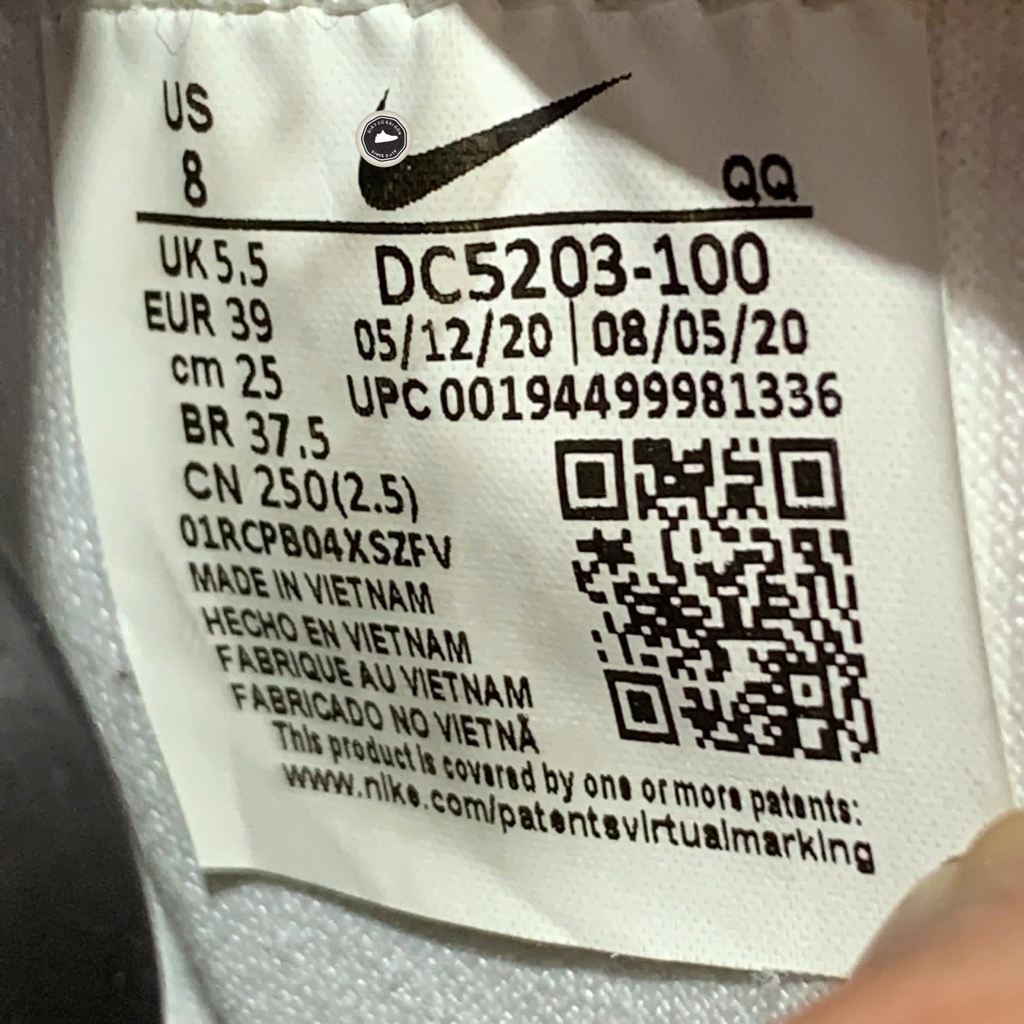 US
8
QQ
UK 5.5
EUR 39
cm 25
BR 37.5
CN 250(2.5)
DC5203-100
05/12/20 | 08/05/20
UPC 00194499981336
01RCPB04XSZFV
MADE IN VIETNAM
HECHO EN VIETNAM
FABRIQUE AU VIETNAM
FABRICADO NO VIETNÃ
This product is covered by one or more patents:
www.nike.com/patentsvirtualmarking